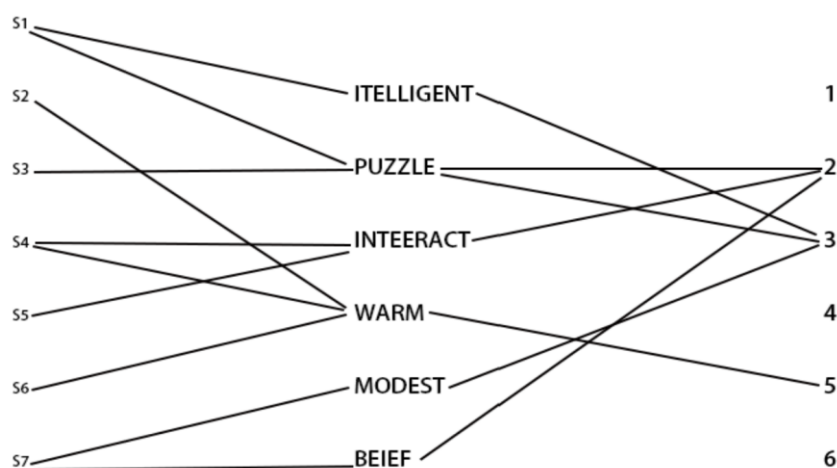 S1
ITELLIGENT 1
S2
PUZZLE 2
S3
INTEERACT 3
S4
WARM 4
S5
MODEST 5
S6
BEIEF 6
S7